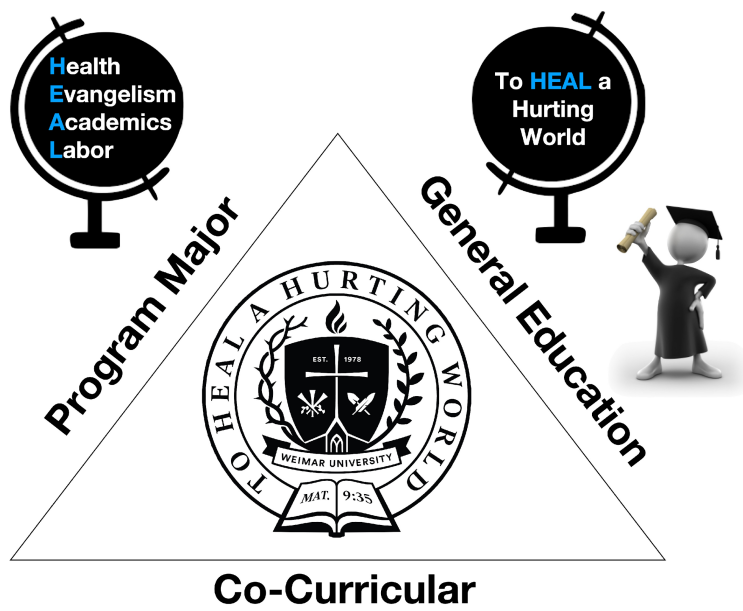 Health
Evangelism
Academics
Labor
To HEAL a
Hurting
World
Program Major
General Education
TO HEAL A HURTING WORLD
EST. 1978
WEIMAR UNIVERSITY
MAT. 9:35
Co-Curricular